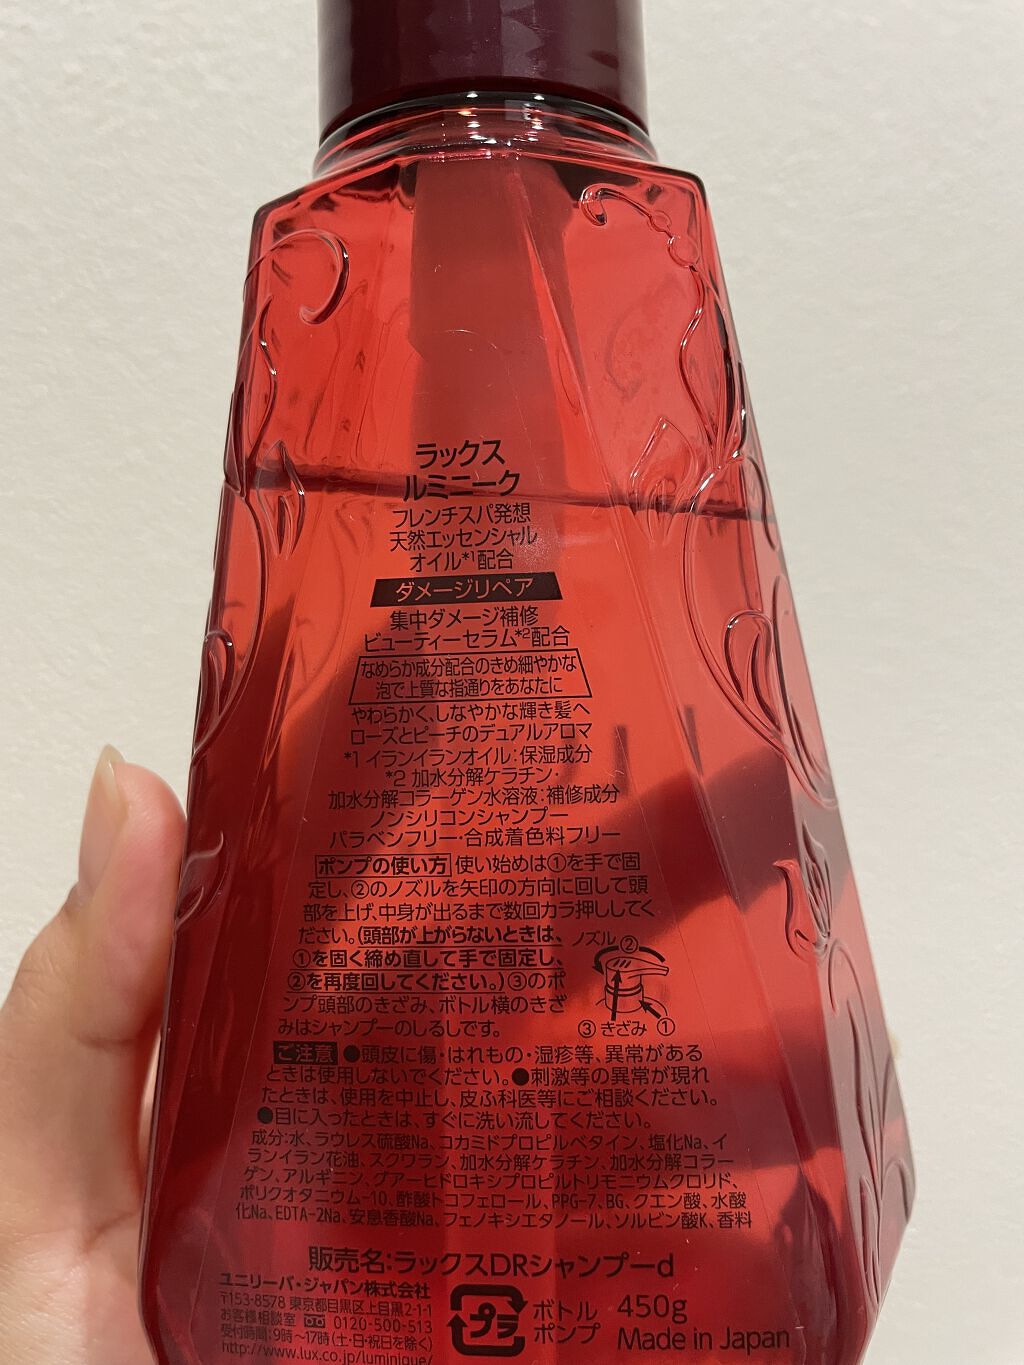 ラックス
ルミニーク
フレンチスパ発想
天然エッセンシャル
オイル*1配合
ダメージリペア
集中ダメージ補修
ビューティーセラム*2配合
なめらか成分配合のきめ細やかな
泡で上質な指通りをあなたに
やわらかく、しなやかな輝き髪へ
ローズとピーチのデュアルアロマ
*1 イランイランオイル:保湿成分
*2 加水分解ケラチン・
加水分解コラーゲン水溶液:補修成分
ノンシリコンシャンプー
パラベンフリー・合成着色料フリー
ポンプの使い方 使い始めは①を手で固
定し、②のノズルを矢印の方向に回して頭
部を上げ、中身が出るまで数回カラ押ししてく
ださい。(頭部が上がらないときは、
①を固く締め直して手で固定し、
②を再度回してください。)③のポ
ンプ頭部のきざみ、ボトル横のきざ
みはシャンプーのしるしです。
ノズル ②
③ きざみ ①
ご注意 ●頭皮に傷・はれもの・湿疹等、異常がある
ときは使用しないでください。●刺激等の異常が現れ
たときは、使用を中止し、皮ふ科医等にご相談ください。
●目に入ったときは、すぐに洗い流してください。
成分:水、ラウレス硫酸Na、コカミドプロピルベタイン、塩化Na、イ
ランイラン花油、スクワラン、加水分解ケラチン、加水分解コラー
ゲン、アルギニン、グアーヒドロキシプロピルトリモニウムクロリド、
ポリクオタニウム-10、酢酸トコフェロール、PPG-7、BG、クエン酸、水酸
化Na、EDTA-2Na、安息香酸Na、フェノキシエタノール、ソルビン酸K、香料
販売名:ラックスDRシャンプーd
ユニリーバ・ジャパン株式会社
〒153-8578 東京都目黒区上目黒2-1-1
お客様相談室 0120-500-513
受付時間:9時〜17時(土・日・祝日を除く)
http://www.lux.co.jp/luminique/
プラ
ボトル
ポンプ
450g
Made in Japan